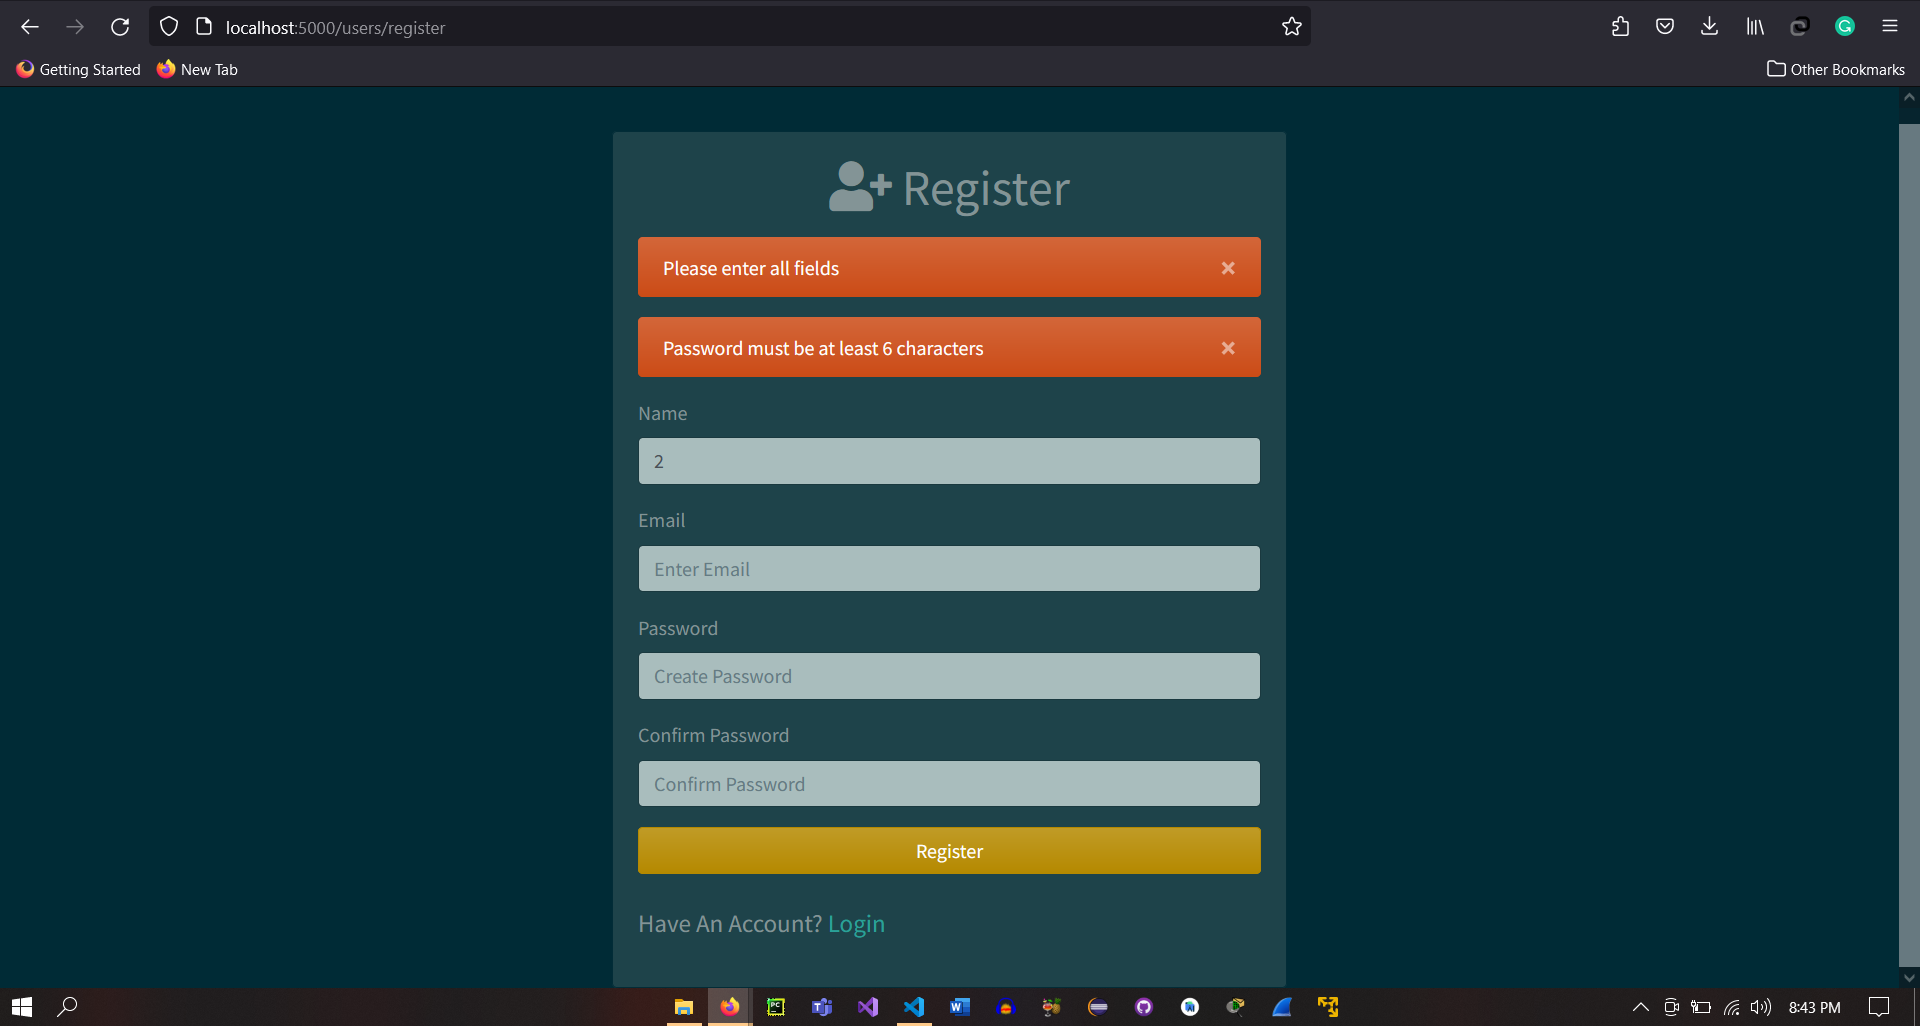 localhost:5000/users/register
Getting Started
New Tab
Other Bookmarks
Register
Please enter all fields
×
Password must be at least 6 characters
×
Name
2
Email
Enter Email
Password
Create Password
Confirm Password
Confirm Password
Register
Have An Account? Login
8:43 PM